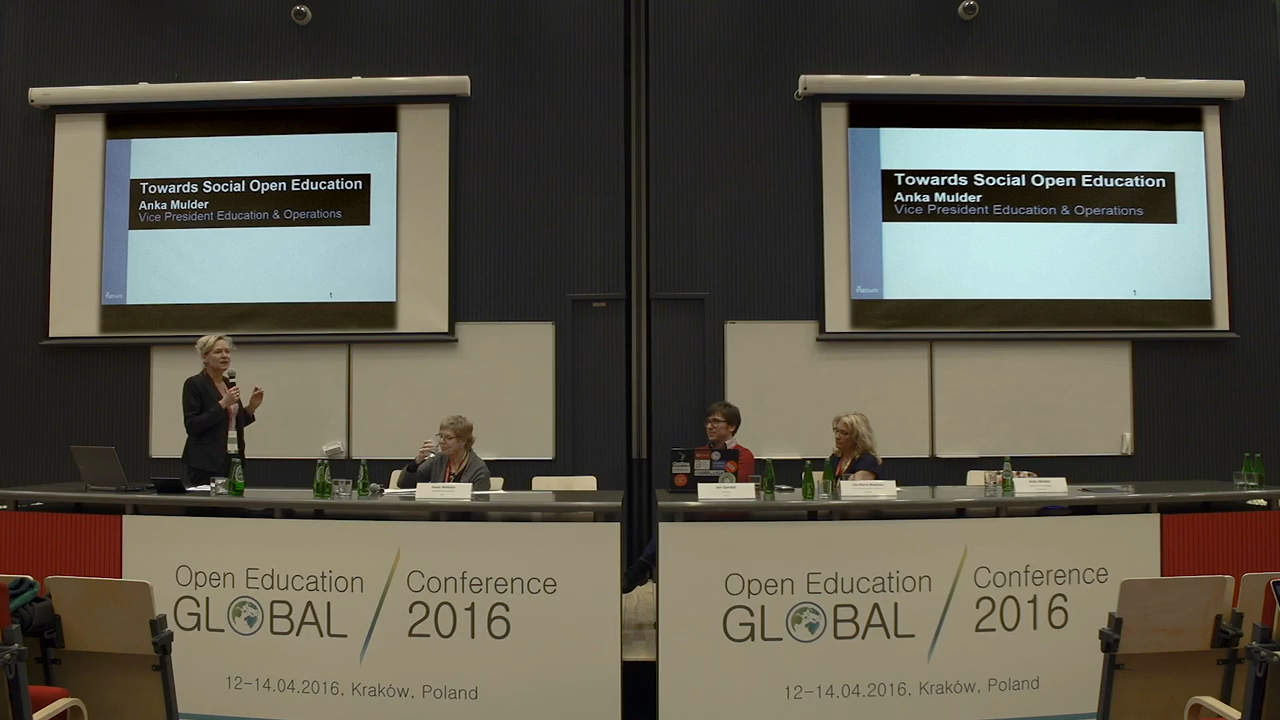 Towards Social Open Education
Anka Mulder
Vice President Education & Operations
Towards Social Open Education
Anka Mulder
Vice President Education & Operations
Open Education
GLOBAL
Conference
2016
12-14.04.2016, Kraków, Poland
Open Education
GLOBAL
Conference
2016
12-14.04.2016, Kraków, Poland